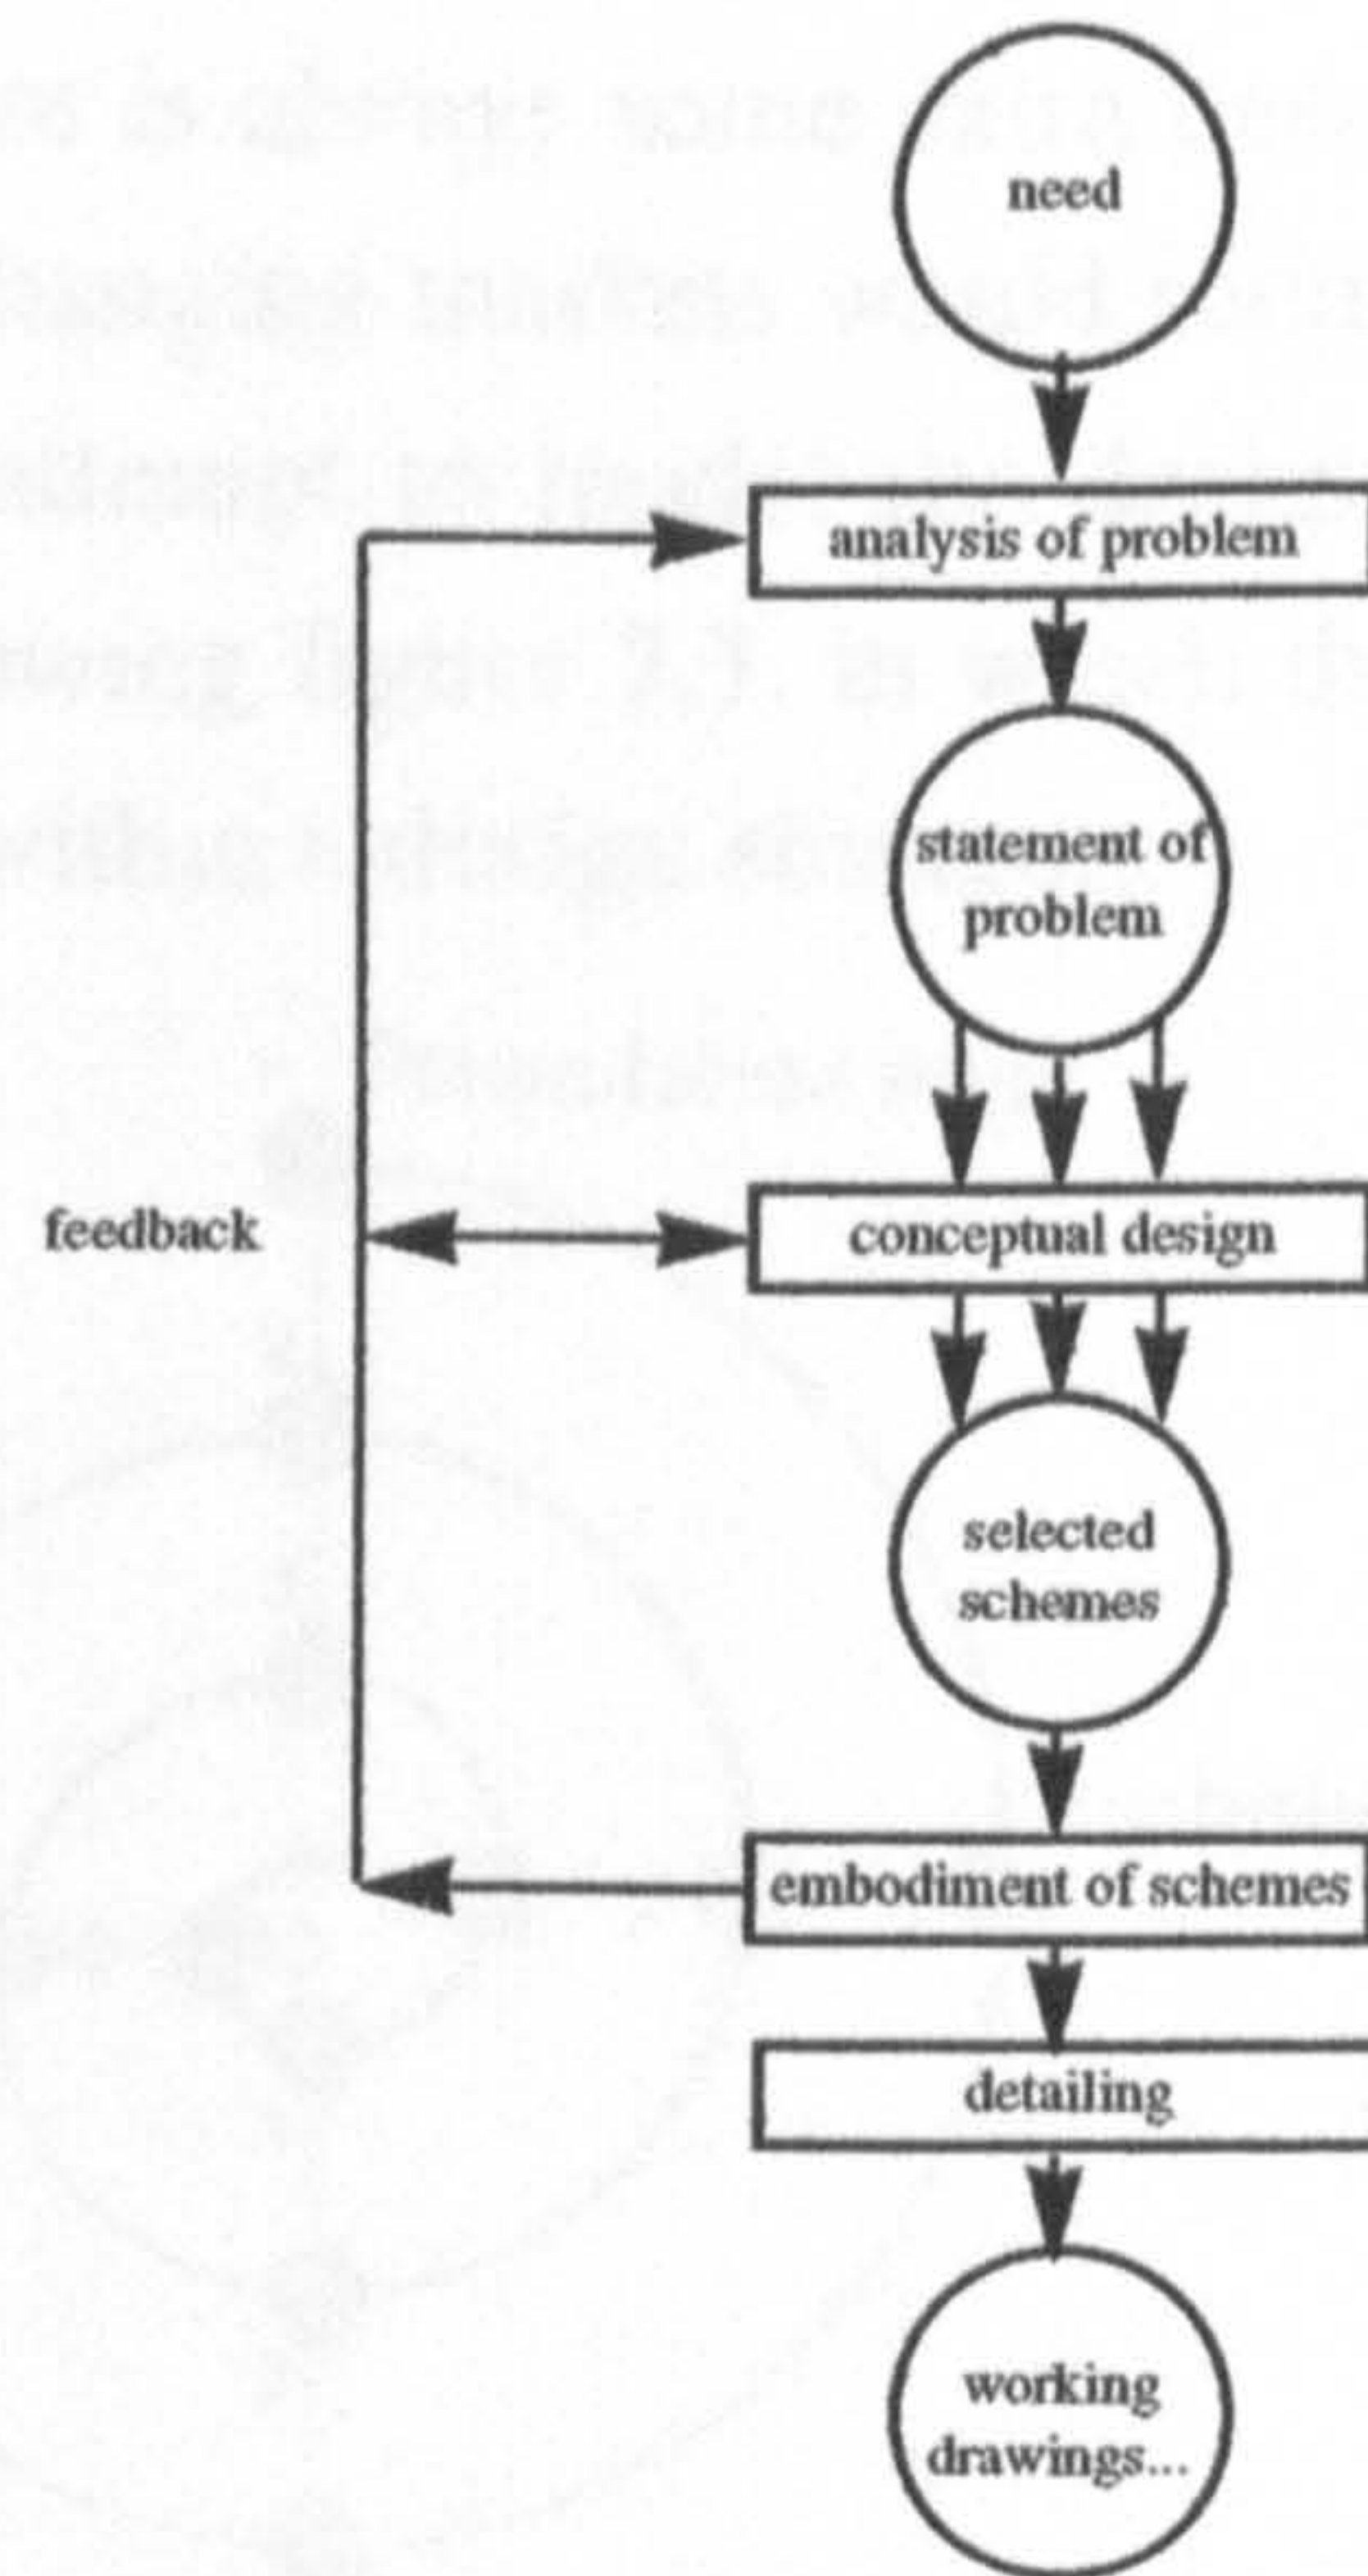 need
analysis of problem
statement of
problem
feedback
conceptual design
selected
schemes
embodiment of schemes
detailing
working
drawings...